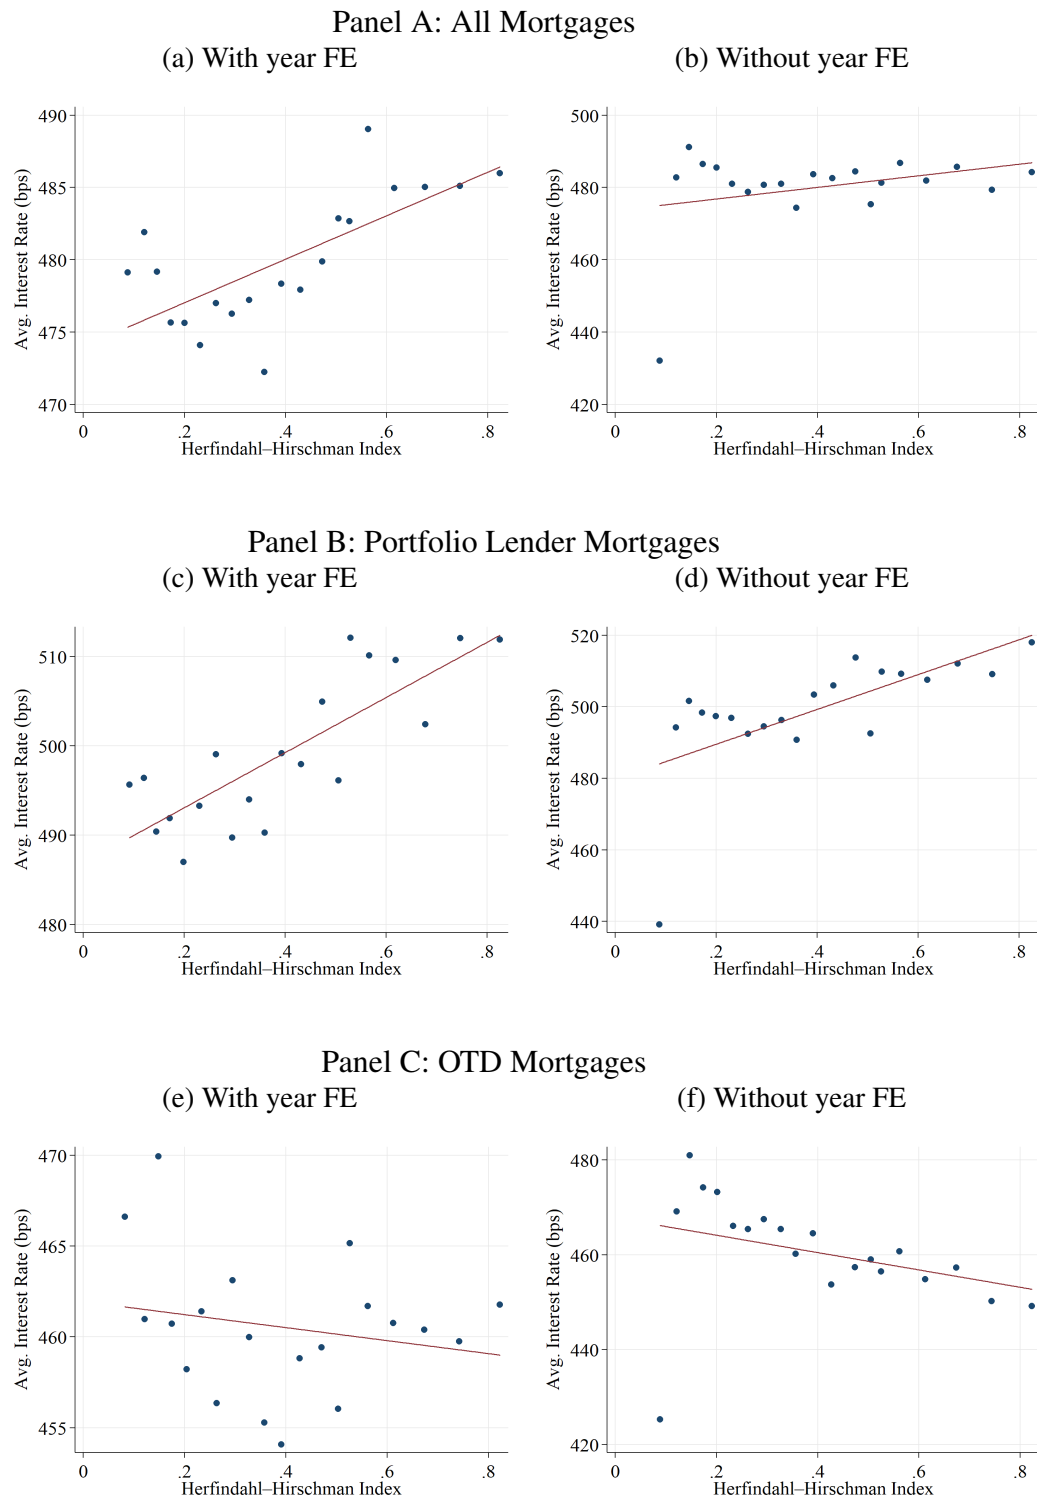 Panel A: All Mortgages
(a) With year FE
(b) Without year FE
490
485
480
475
470
Avg. Interest Rate (bps)
0 .2 .4 .6 .8
Herfindahl–Hirschman Index
500
480
460
440
420
Avg. Interest Rate (bps)
0 .2 .4 .6 .8
Herfindahl–Hirschman Index
Panel B: Portfolio Lender Mortgages
(c) With year FE
(d) Without year FE
510
500
490
480
Avg. Interest Rate (bps)
0 .2 .4 .6 .8
Herfindahl–Hirschman Index
520
500
480
460
440
Avg. Interest Rate (bps)
0 .2 .4 .6 .8
Herfindahl–Hirschman Index
Panel C: OTD Mortgages
(e) With year FE
(f) Without year FE
470
465
460
455
Avg. Interest Rate (bps)
0 .2 .4 .6 .8
Herfindahl–Hirschman Index
480
460
440
420
Avg. Interest Rate (bps)
0 .2 .4 .6 .8
Herfindahl–Hirschman Index